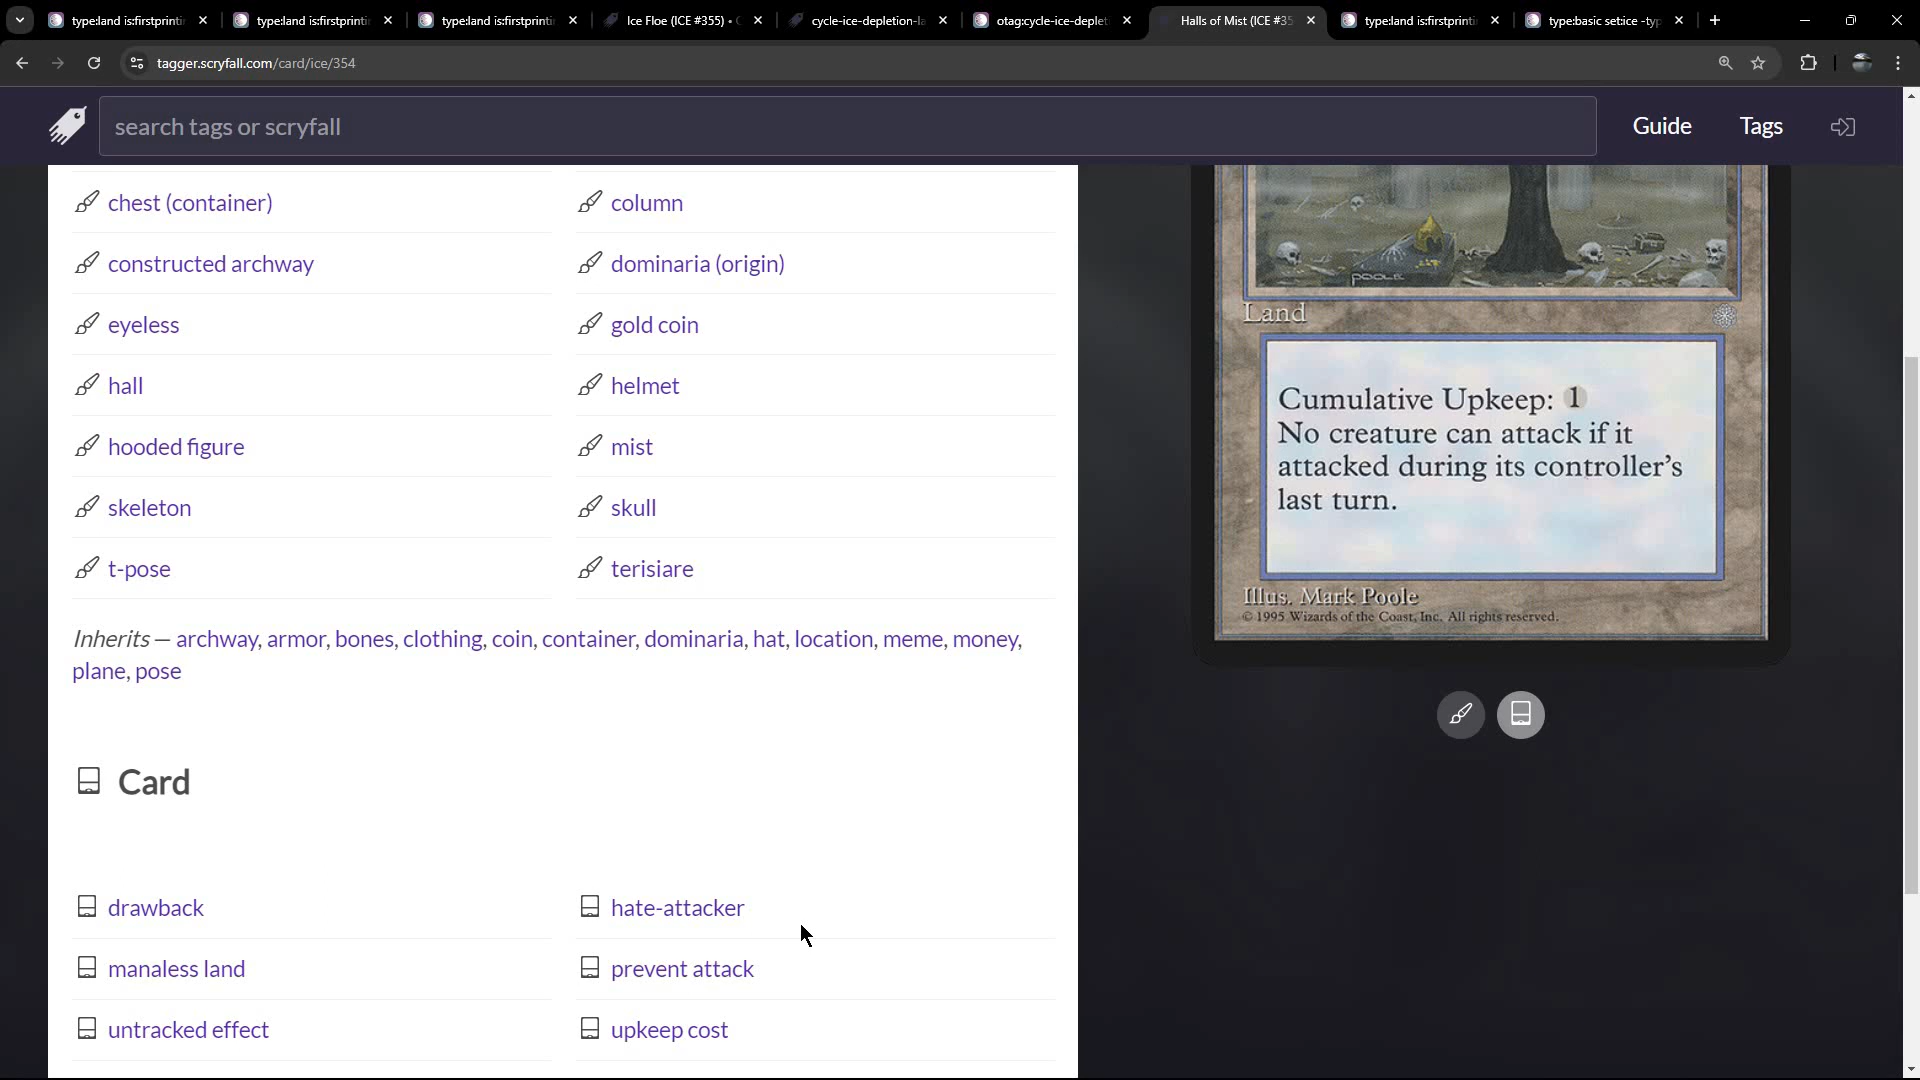 type:land is:firstprintin
type:land is:firstprintin
type:land is:firstprintin
Ice Floe (ICE #355) •
cycle-ice-depletion-la
otag:cycle-ice-deplet
Halls of Mist (ICE #35
type:land is:firstprintin
type:basic set:ice -typ
tagger.scryfall.com/card/ice/354
search tags or scryfall
Guide
Tags
chest (container)
column
constructed archway
dominaria (origin)
eyeless
gold coin
hall
helmet
hooded figure
mist
skeleton
skull
t-pose
terisiare
Inherits — archway, armor, bones, clothing, coin, container, dominaria, hat, location, meme, money,
plane, pose
Card
drawback
hate-attacker
manaless land
prevent attack
untracked effect
upkeep cost
POOLE
Land
Cumulative Upkeep: 1
No creature can attack if it
attacked during its controller's
last turn.
Illus. Mark Poole
© 1995 Wizards of the Coast, Inc. All rights reserved.